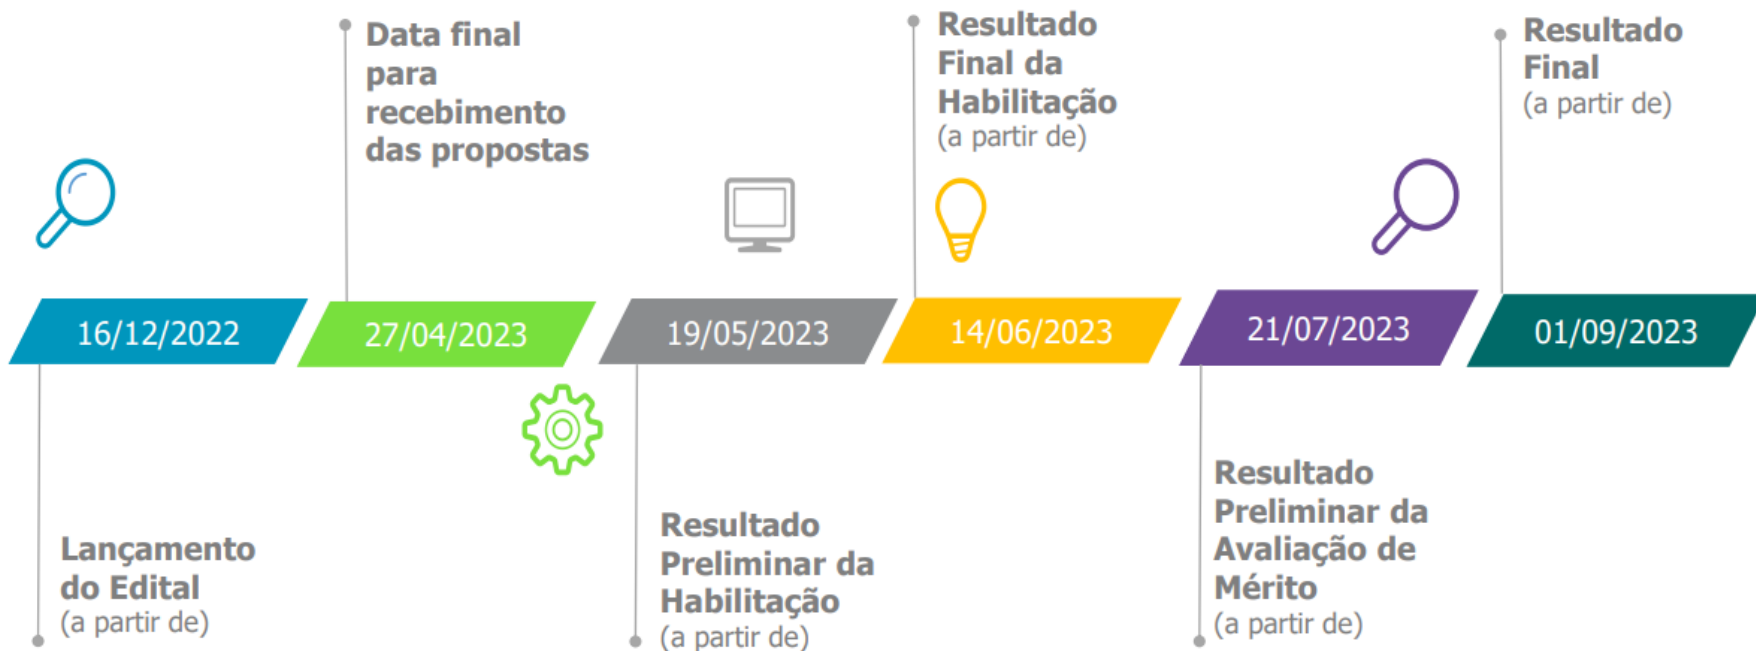 Data final
para
recebimento
das propostas
Resultado
Final da
Habilitação
(a partir de)
Resultado
Final
(a partir de)
16/12/2022
27/04/2023
19/05/2023
14/06/2023
21/07/2023
01/09/2023
Lançamento
do Edital
(a partir de)
Resultado
Preliminar da
Habilitação
(a partir de)
Resultado
Preliminar da
Avaliação de
Mérito
(a partir de)